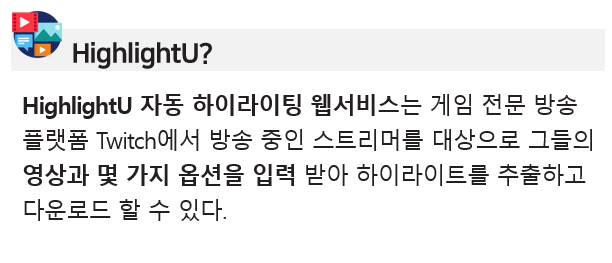 HighlightU?
HighlightU 자동 하이라이팅 웹서비스는 게임 전문 방송
플랫폼 Twitch에서 방송 중인 스트리머를 대상으로 그들의
영상과 몇 가지 옵션을 입력 받아 하이라이트를 추출하고
다운로드 할 수 있다.